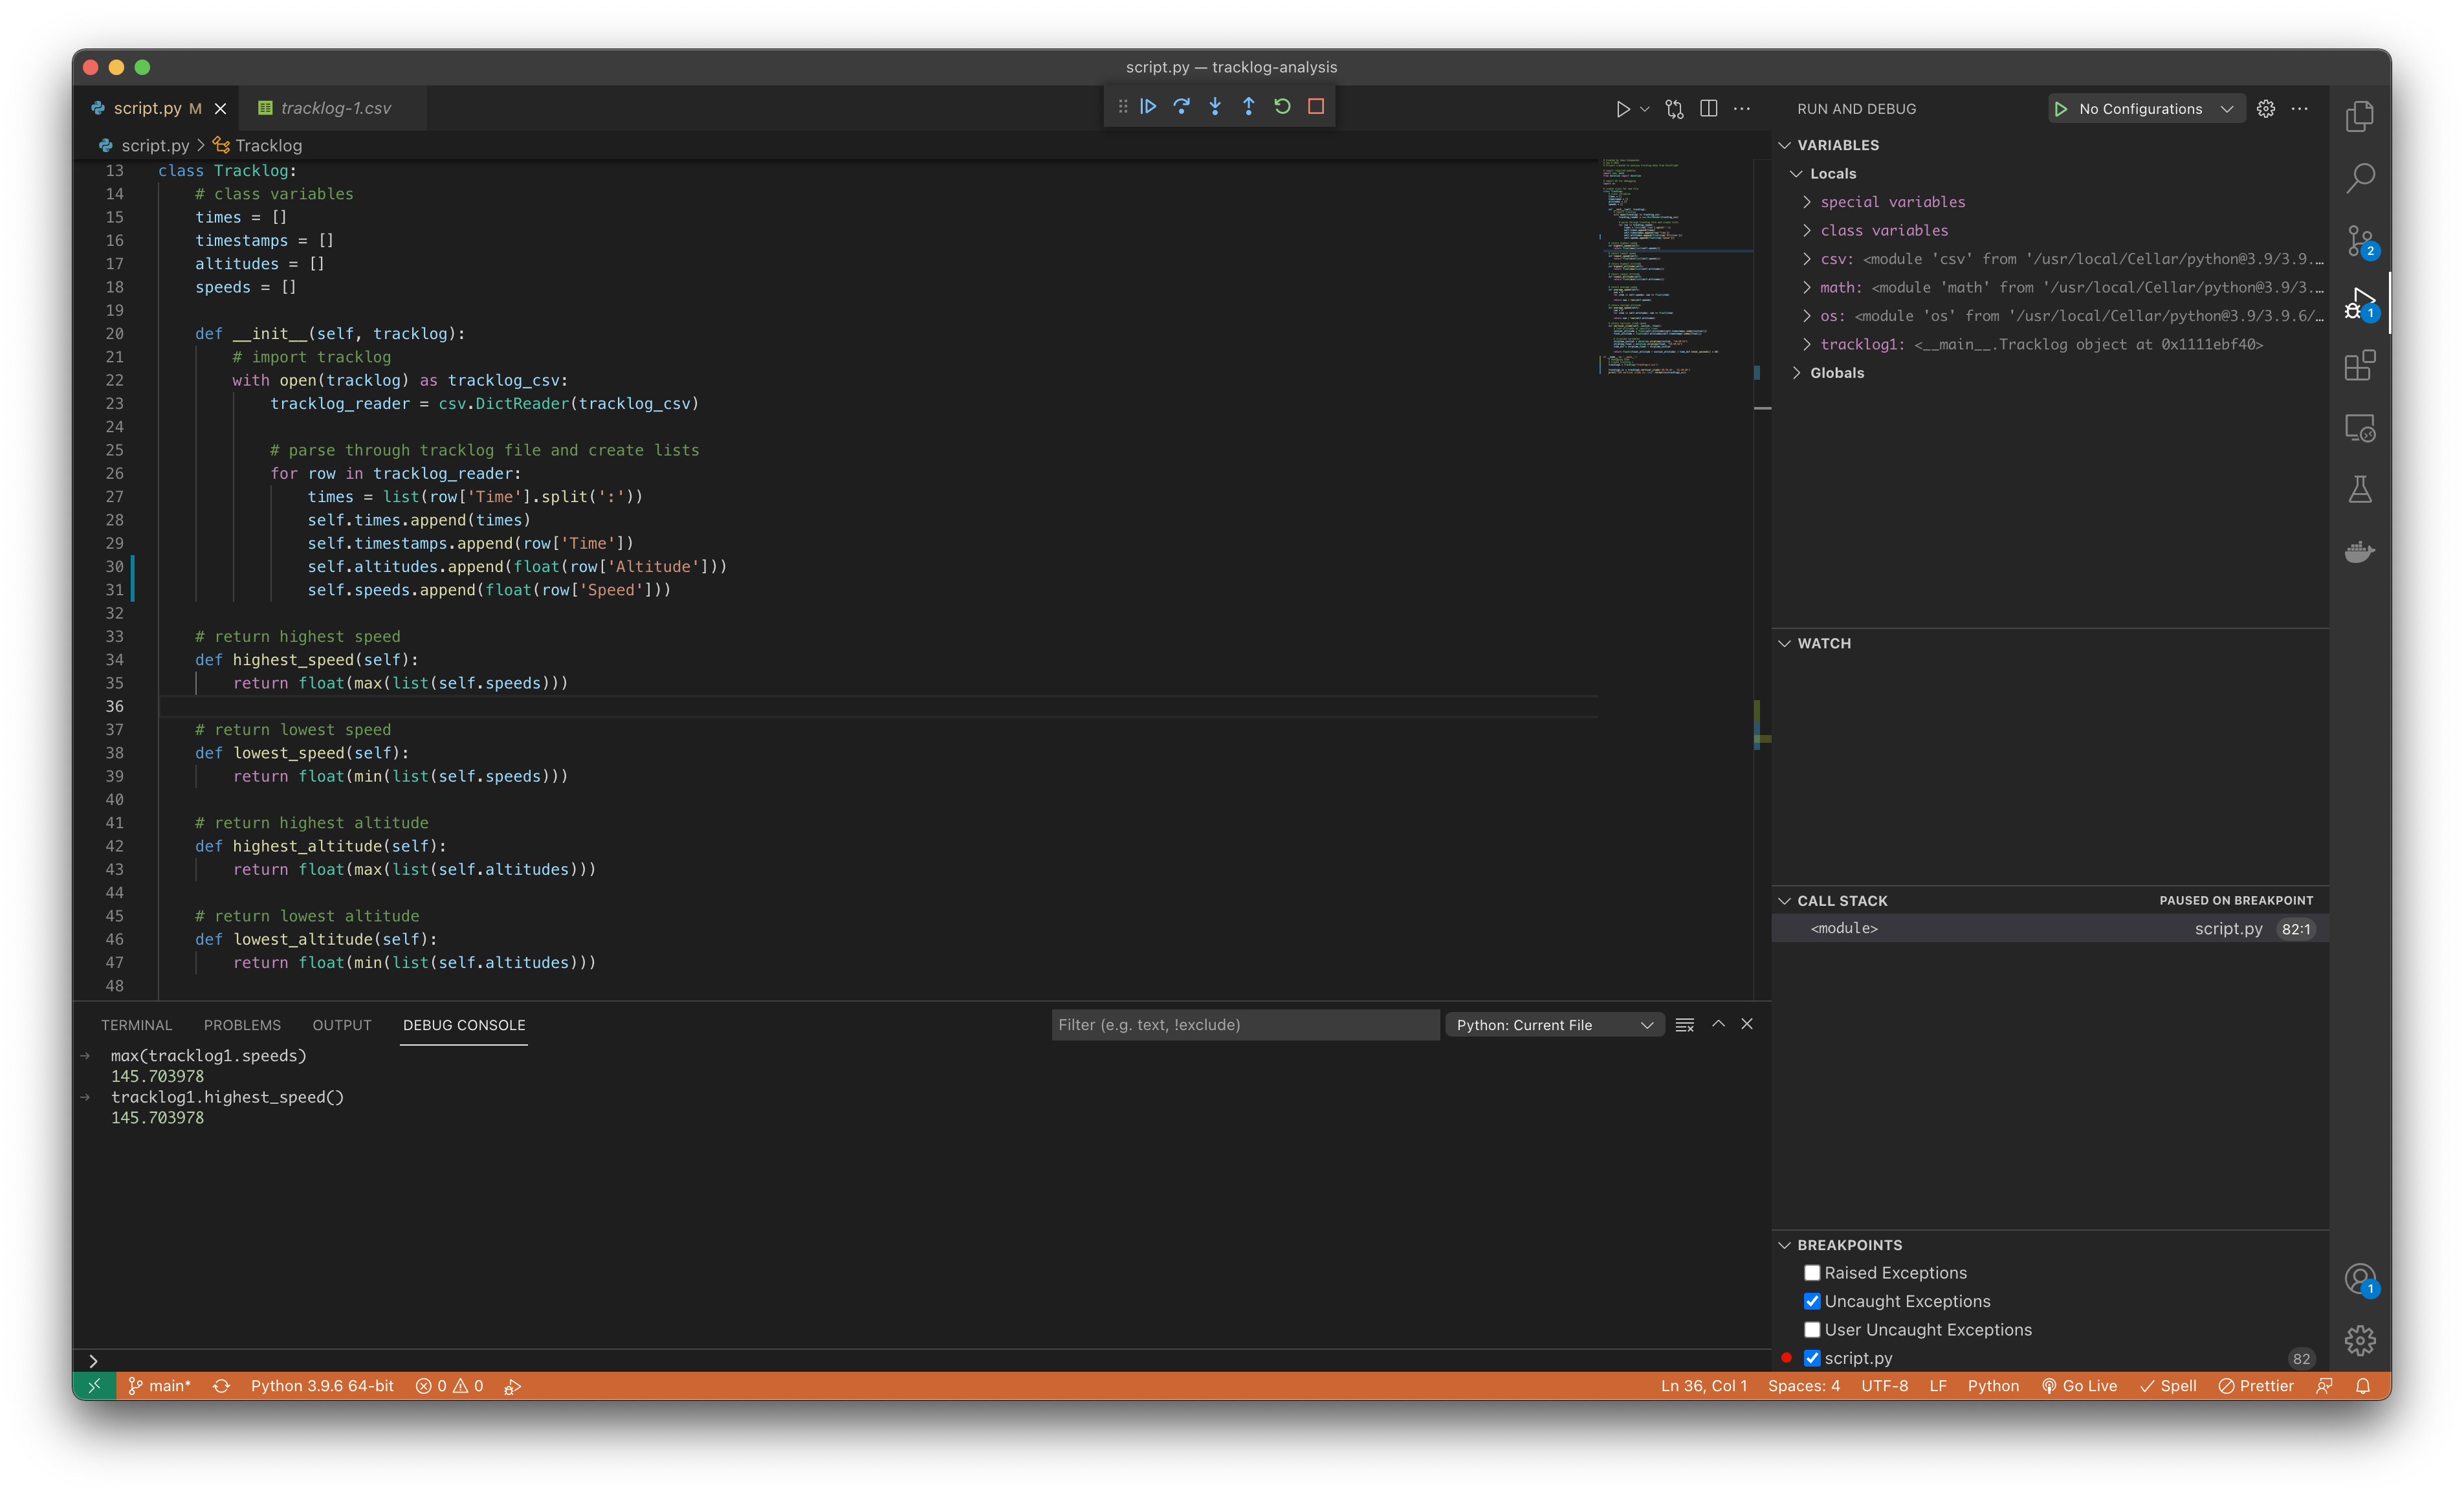 script.py — tracklog-analysis
script.py M
tracklog-1.csv
script.py > Tracklog
13 class Tracklog:
14     # class variables
15     times = []
16     timestamps = []
17     altitudes = []
18     speeds = []
19
20     def __init__(self, tracklog):
21         # import tracklog
22         with open(tracklog) as tracklog_csv:
23             tracklog_reader = csv.DictReader(tracklog_csv)
24
25             # parse through tracklog file and create lists
26             for row in tracklog_reader:
27                 times = list(row['Time'].split(':'))
28                 self.times.append(times)
29                 self.timestamps.append(row['Time'])
30                 self.altitudes.append(float(row['Altitude']))
31                 self.speeds.append(float(row['Speed']))
32
33     # return highest speed
34     def highest_speed(self):
35         return float(max(list(self.speeds)))
36
37     # return lowest speed
38     def lowest_speed(self):
39         return float(min(list(self.speeds)))
40
41     # return highest altitude
42     def highest_altitude(self):
43         return float(max(list(self.altitudes)))
44
45     # return lowest altitude
46     def lowest_altitude(self):
47         return float(min(list(self.altitudes)))
48
TERMINAL PROBLEMS OUTPUT DEBUG CONSOLE
Filter (e.g. text, !exclude)
Python: Current File
max(tracklog1.speeds)
145.703978
tracklog1.highest_speed()
145.703978
RUN AND DEBUG
No Configurations
VARIABLES
Locals
special variables
class variables
csv: <module 'csv' from '/usr/local/Cellar/python@3.9/3.9.…
math: <module 'math' from '/usr/local/Cellar/python@3.9/3.…
os: <module 'os' from '/usr/local/Cellar/python@3.9/3.9.6/…
tracklog1: <__main__.Tracklog object at 0x1111ebf40>
Globals
WATCH
CALL STACK PAUSED ON BREAKPOINT
<module> script.py 82:1
BREAKPOINTS
Raised Exceptions
Uncaught Exceptions
User Uncaught Exceptions
script.py 82
2
1
1
main* Python 3.9.6 64-bit 0 0 Ln 36, Col 1 Spaces: 4 UTF-8 LF Python Go Live Spell Prettier